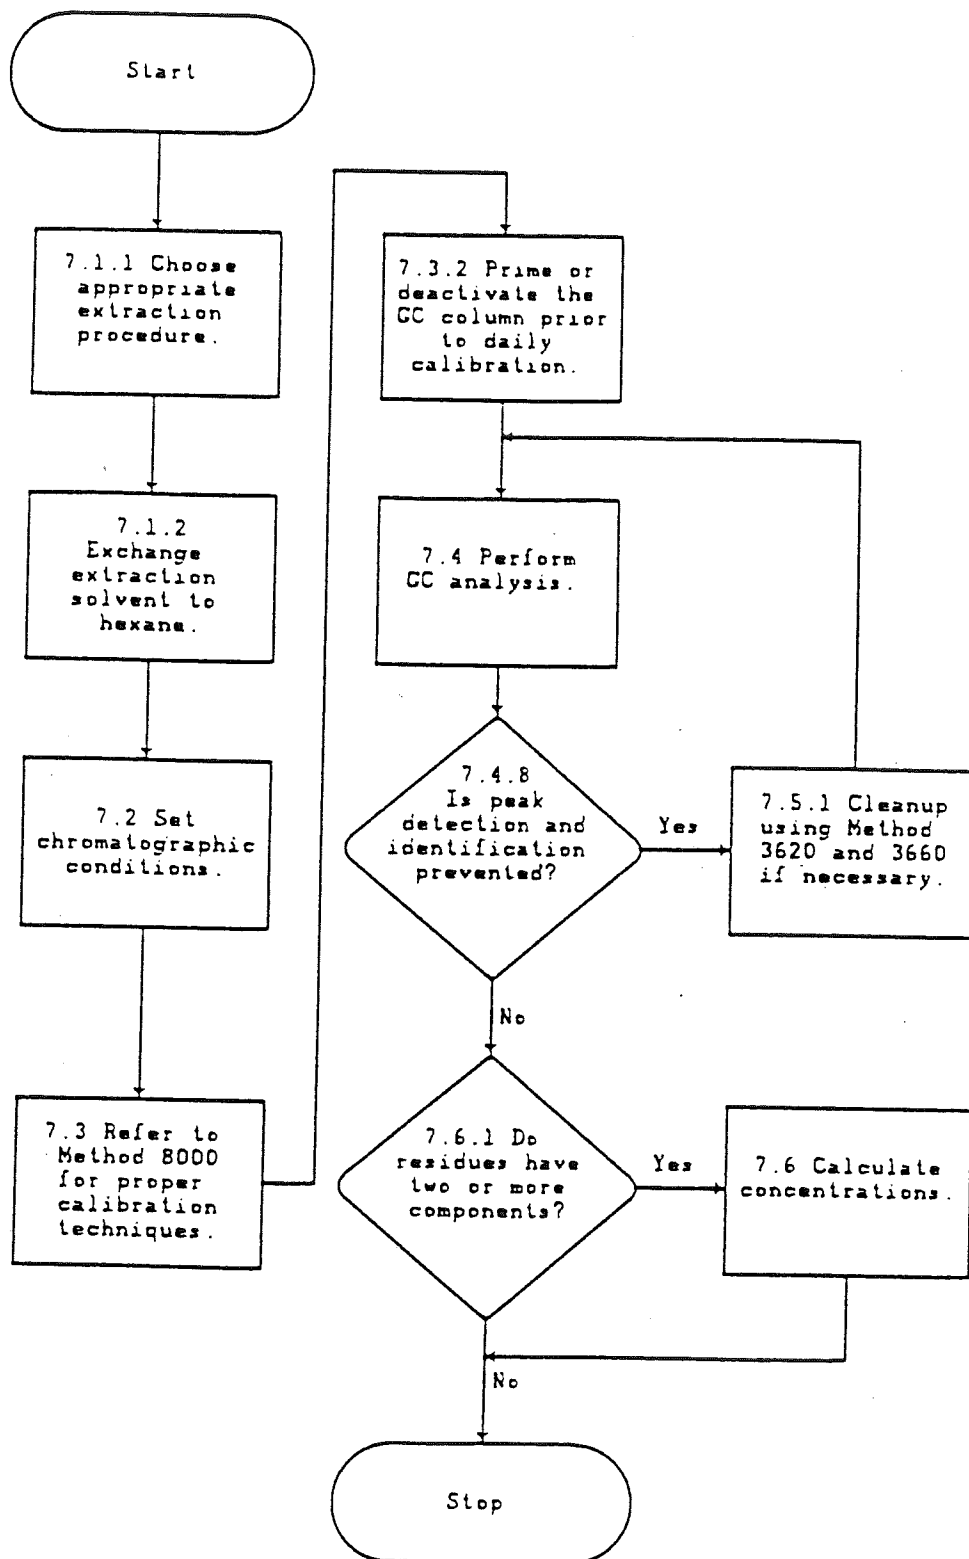 Start
7.1.1 Choose
appropriate
extraction
procedure.
7.1.2
Exchange
extraction
solvent to
hexane.
7.2 Set
chromatographic
conditions.
7.3 Refer to
Method 8000
for proper
calibration
techniques.
7.3.2 Prime or
deactivate the
GC column prior
to daily
calibration.
7.4 Perform
GC analysis.
7.4.8
Is peak
detection and
identification
prevented?
Yes
7.5.1 Cleanup
using Method
3620 and 3660
if necessary.
No
7.6.1 Do
residues have
two or more
components?
Yes
7.6 Calculate
concentrations.
No
Stop